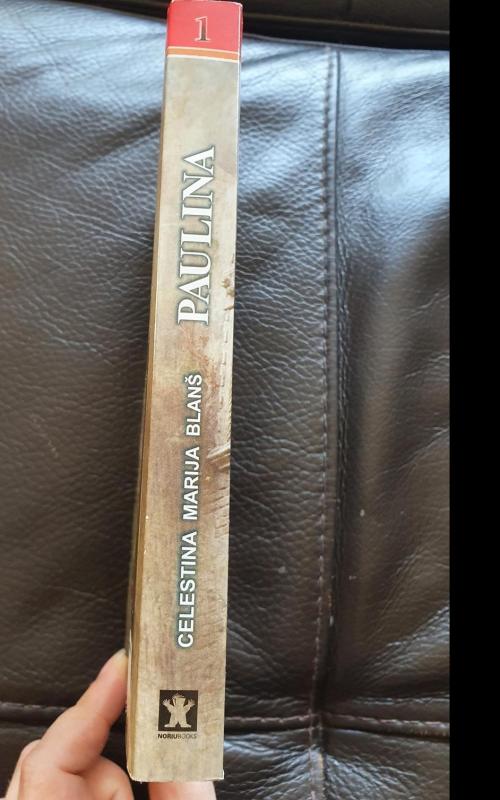 1
PAULINA
CELESTINA MARIJA BLANŠ
NORIUBOOKS